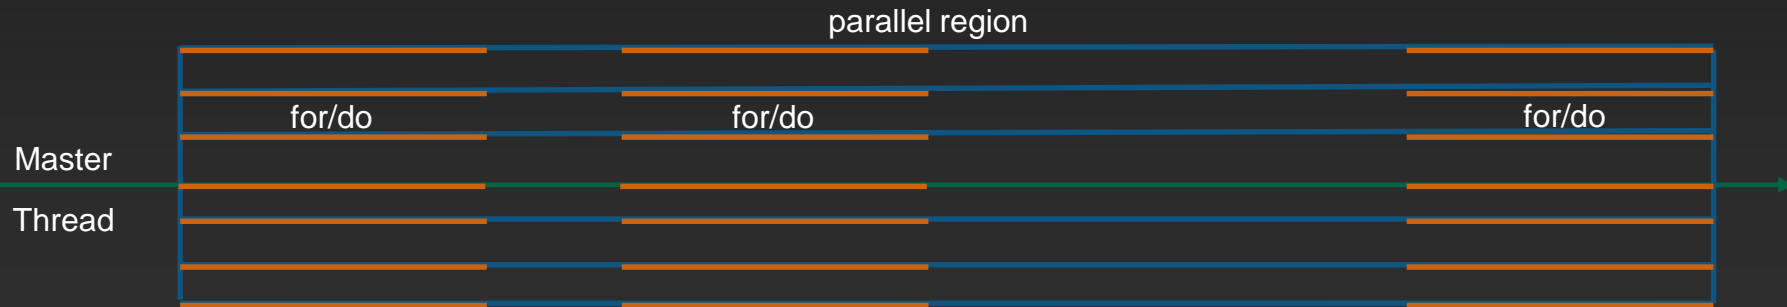 parallel region
for/do
for/do
for/do
Master
Thread